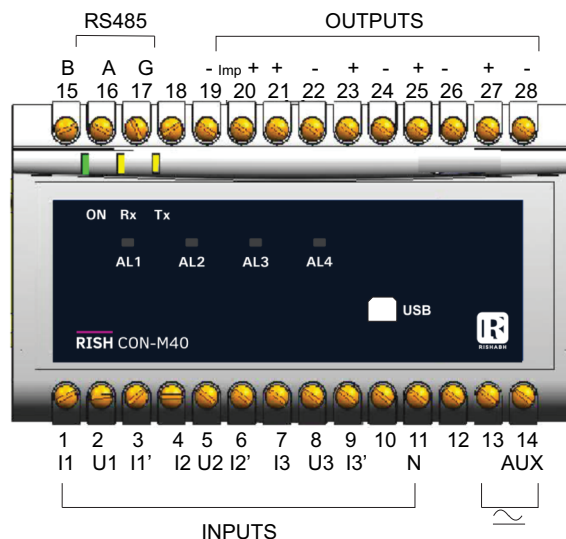 RS485 OUTPUTS
B A G - Imp + + - + - + - + -
15 16 17 18 19 20 21 22 23 24 25 26 27 28
ON Rx Tx
AL1 AL2 AL3 AL4
USB
RISH CON-M40
RISHABH
1 2 3 4 5 6 7 8 9 10 11 12 13 14
I1 U1 I1’ I2 U2 I2’ I3 U3 I3’ N AUX
INPUTS